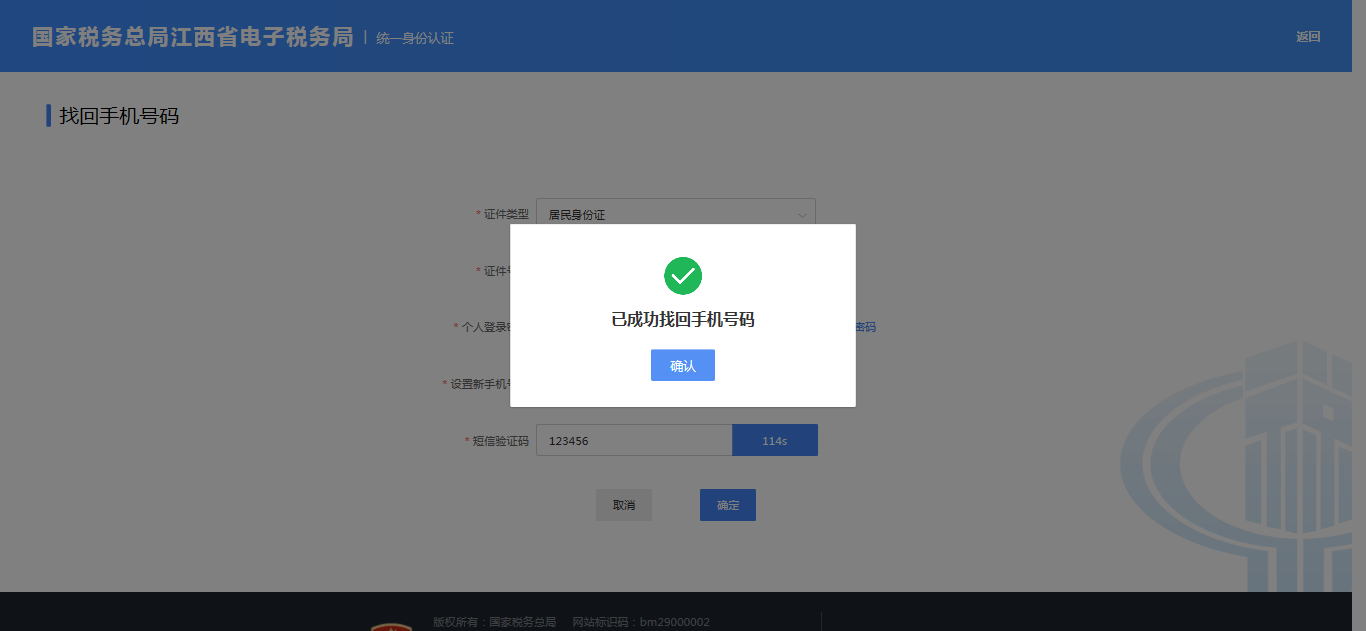 国家税务总局江西省电子税务局 | 统一身份认证 返回
找回手机号码
* 证件类型 居民身份证
* 证件号
已成功找回手机号码
* 个人登录密 密码
确认
* 设置新手机号
* 短信验证码 123456 114s
取消 确定
版权所有：国家税务总局 网站标识码：bm29000002